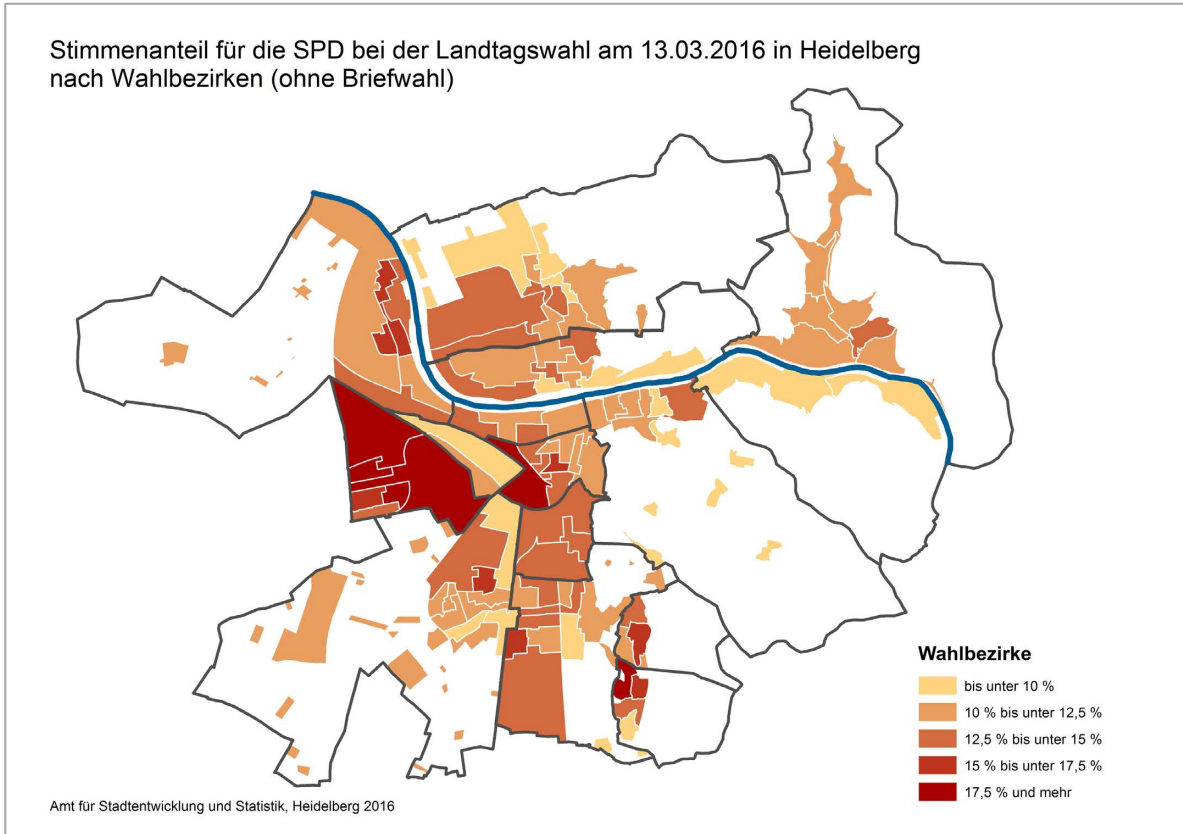 Stimmenanteil für die SPD bei der Landtagswahl am 13.03.2016 in Heidelberg
nach Wahlbezirken (ohne Briefwahl)
Wahlbezirke
bis unter 10 %
10 % bis unter 12,5 %
12,5 % bis unter 15 %
15 % bis unter 17,5 %
17,5 % und mehr
Amt für Stadtentwicklung und Statistik, Heidelberg 2016